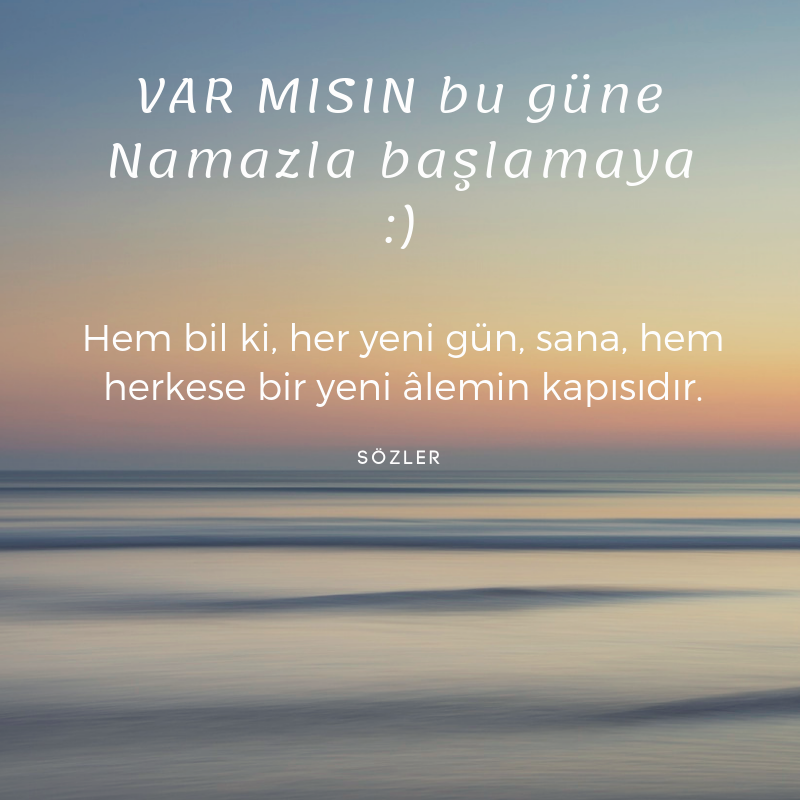 VAR MISIN bu güne
Namazla başlamaya
:)
Hem bil ki, her yeni gün, sana, hem
herkese bir yeni âlemin kapısıdır.
SÖZLER